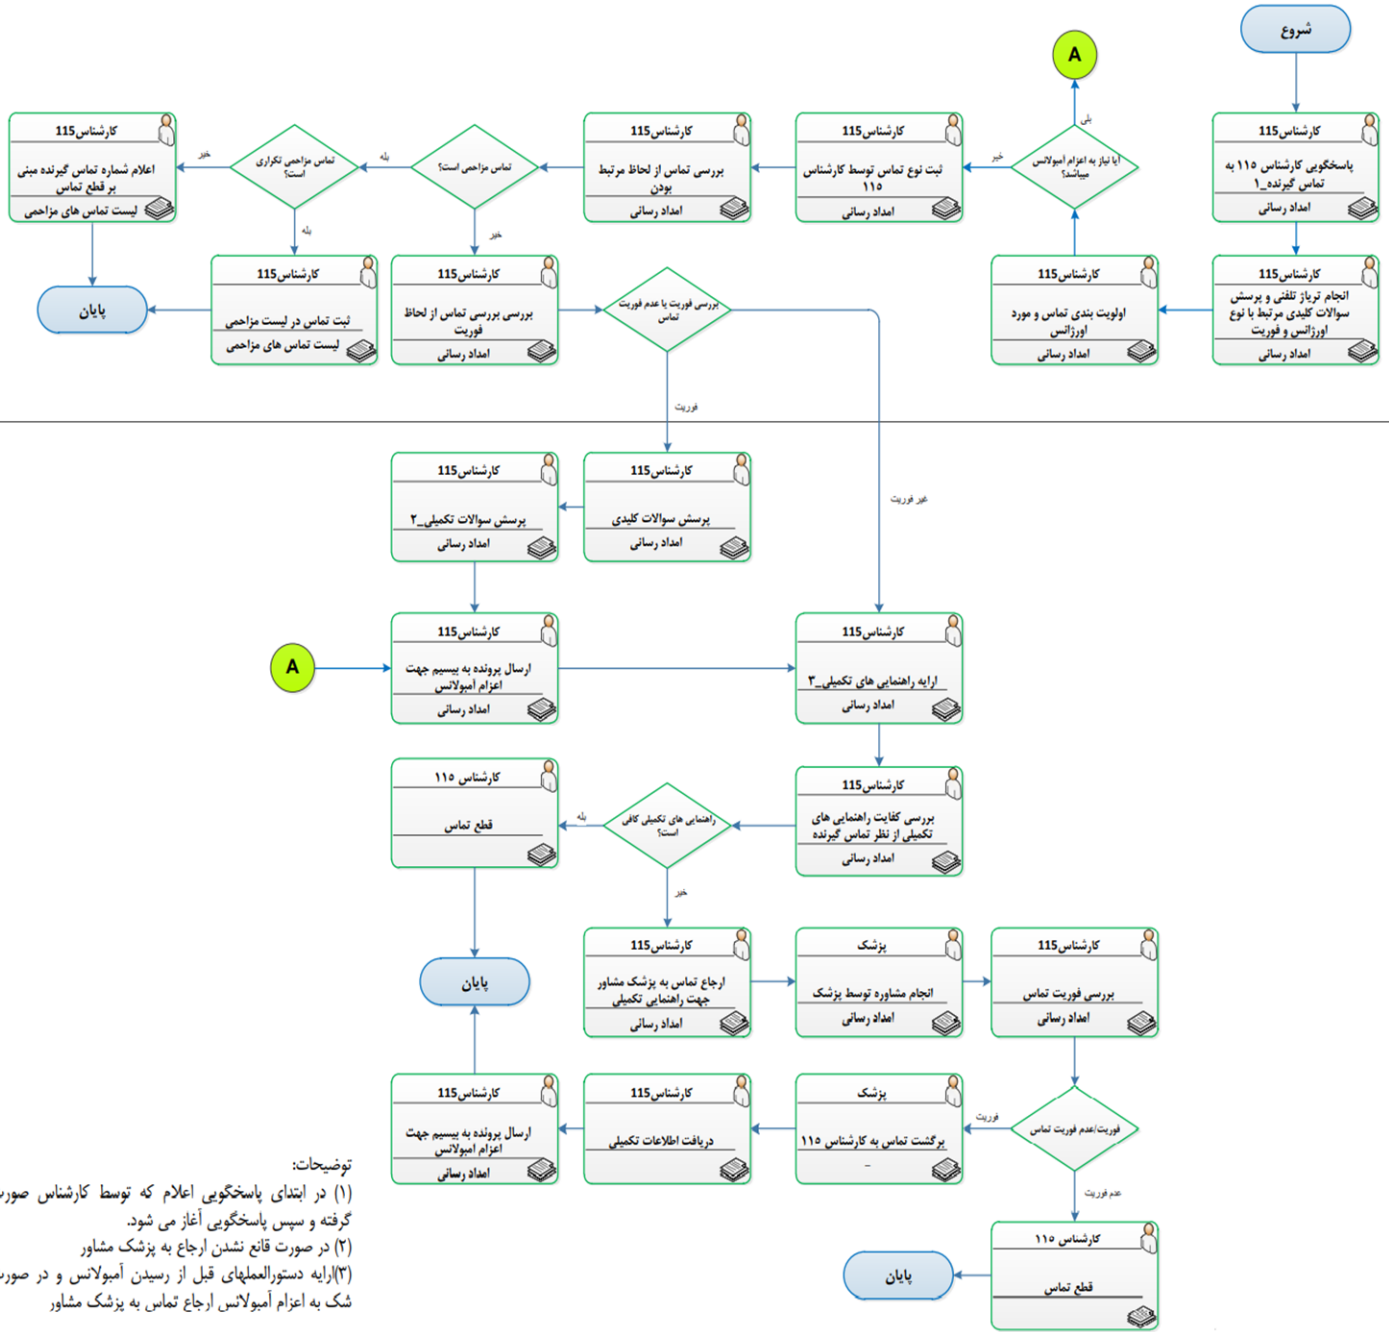 شروع
A
کارشناس115
پاسخگویی کارشناس ۱۱۵ به
تماس گیرنده_۱
امداد رسانی
کارشناس115
انجام تریاژ تلفنی و پرسش
سوالات کلیدی مرتبط با نوع
اورژانس و فوریت
امداد رسانی
کارشناس115
اولویت بندی تماس و مورد
اورژانس
امداد رسانی
آیا نیاز به اعزام آمبولانس
میباشد؟
بلی
خیر
کارشناس115
ثبت نوع تماس توسط کارشناس
۱۱۵
امداد رسانی
کارشناس115
بررسی تماس از لحاظ مرتبط
بودن
امداد رسانی
تماس مزاحمی است؟
بله
خیر
تماس مزاحمی تکراری
است؟
خیر
بله
کارشناس115
اعلام شماره تماس گیرنده مبنی
بر قطع تماس
لیست تماس های مزاحمی
کارشناس115
ثبت تماس در لیست مزاحمی
لیست تماس های مزاحمی
پایان
کارشناس115
بررسی بررسی تماس از لحاظ
فوریت
امداد رسانی
بررسی فوریت یا عدم فوریت
تماس
فوریت
غیر فوریت
کارشناس115
پرسش سوالات کلیدی
امداد رسانی
کارشناس115
پرسش سوالات تکمیلی_۲
امداد رسانی
A
کارشناس115
ارسال پرونده به بیسیم جهت
اعزام آمبولانس
امداد رسانی
کارشناس115
ارایه راهنمایی های تکمیلی_۳
امداد رسانی
کارشناس115
بررسی کفایت راهنمایی های
تکمیلی از نظر تماس گیرنده
امداد رسانی
راهنمایی های تکمیلی کافی
است؟
بله
خیر
کارشناس ۱۱۵
قطع تماس
پایان
کارشناس115
ارجاع تماس به پزشک مشاور
جهت راهنمایی تکمیلی
امداد رسانی
پزشک
انجام مشاوره توسط پزشک
امداد رسانی
کارشناس115
بررسی فوریت تماس
امداد رسانی
فوریت/عدم فوریت تماس
فوریت
عدم فوریت
پزشک
برگشت تماس به کارشناس ۱۱۵
_
کارشناس115
دریافت اطلاعات تکمیلی
کارشناس115
ارسال پرونده به بیسیم جهت
اعزام امبولانس
امداد رسانی
کارشناس ۱۱۵
قطع تماس
پایان
توضیحات:
(۱) در ابتدای پاسخگویی اعلام که توسط کارشناس صورت
گرفته و سپس پاسخگویی آغاز می شود.
(۲) در صورت قانع نشدن ارجاع به پزشک مشاور
(۳)ارایه دستورالعملهای قبل از رسیدن آمبولانس و در صورت
شک به اعزام آمبولانس ارجاع تماس به پزشک مشاور